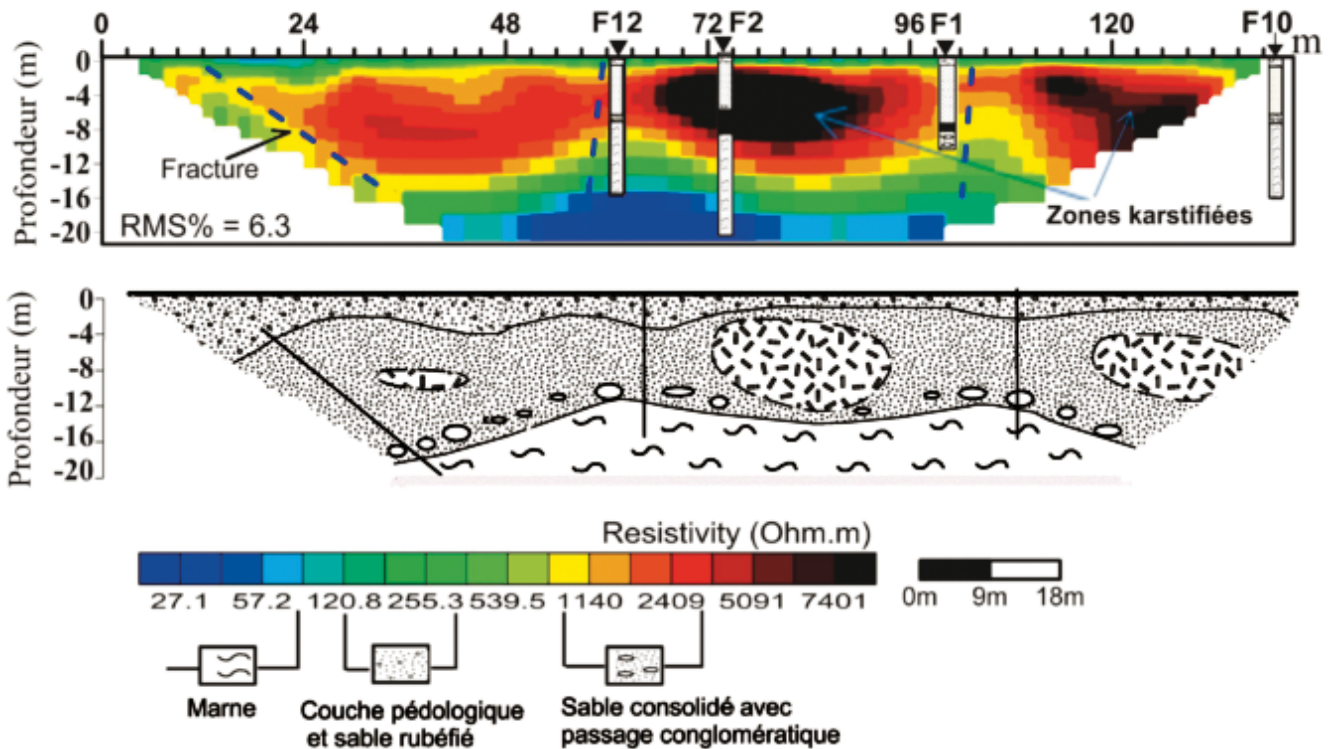 0 24 48 F12 72 F2 96 F1 120 F10 m
Profondeur (m)
0
-4
-8
-12
-16
-20
Fracture
RMS% = 6.3
Zones karstifiées
Profondeur (m)
0
-4
-8
-12
-16
-20
Resistivity (Ohm.m)
27.1 57.2 120.8 255.3 539.5 1140 2409 5091 7401
0m 9m 18m
Marne
Couche pédologique
et sable rubéfié
Sable consolidé avec
passage conglomératique